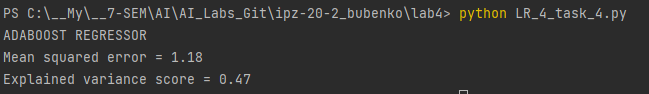 PS C:\__My\__7-SEM\AI\AI_Labs_Git\ipz-20-2_bubenko\lab4> python LR_4_task_4.py
ADABOOST REGRESSOR
Mean squared error = 1.18
Explained variance score = 0.47